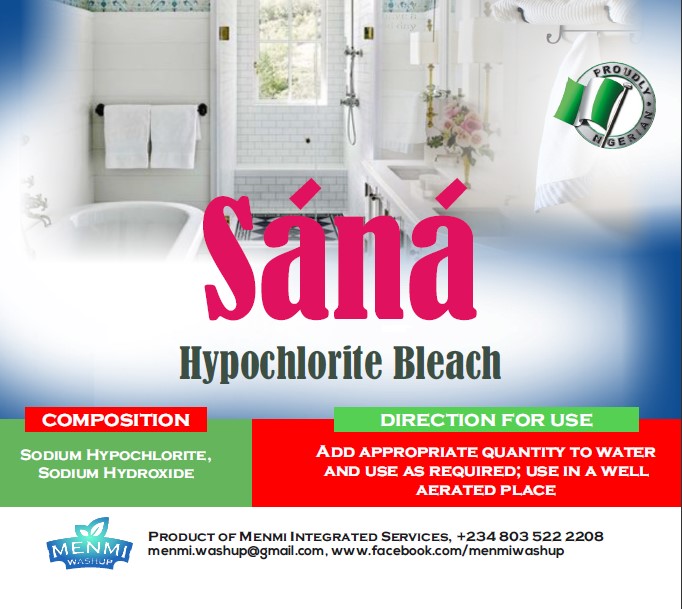 PROUDLY
NIGERIAN
Sáná
Hypochlorite Bleach
COMPOSITION
DIRECTION FOR USE
SODIUM HYPOCHLORITE,
SODIUM HYDROXIDE
ADD APPROPRIATE QUANTITY TO WATER
AND USE AS REQUIRED; USE IN A WELL
AERATED PLACE
MENMI
WASHUP
PRODUCT OF MENMI INTEGRATED SERVICES, +234 803 522 2208
menmi.washup@gmail.com, www.facebook.com/menmiwashup